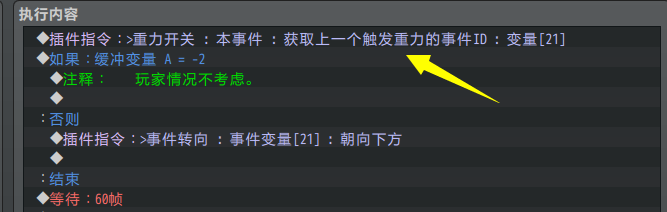 执行内容
◆插件指令:>重力开关 : 本事件 : 获取上一个触发重力的事件ID : 变量[21]
◆如果:缓冲变量 A = -2
◆注释: 玩家情况不考虑。
◆
:否则
◆插件指令:>事件转向 : 事件变量[21] : 朝向下方
◆
:结束
◆等待:60帧